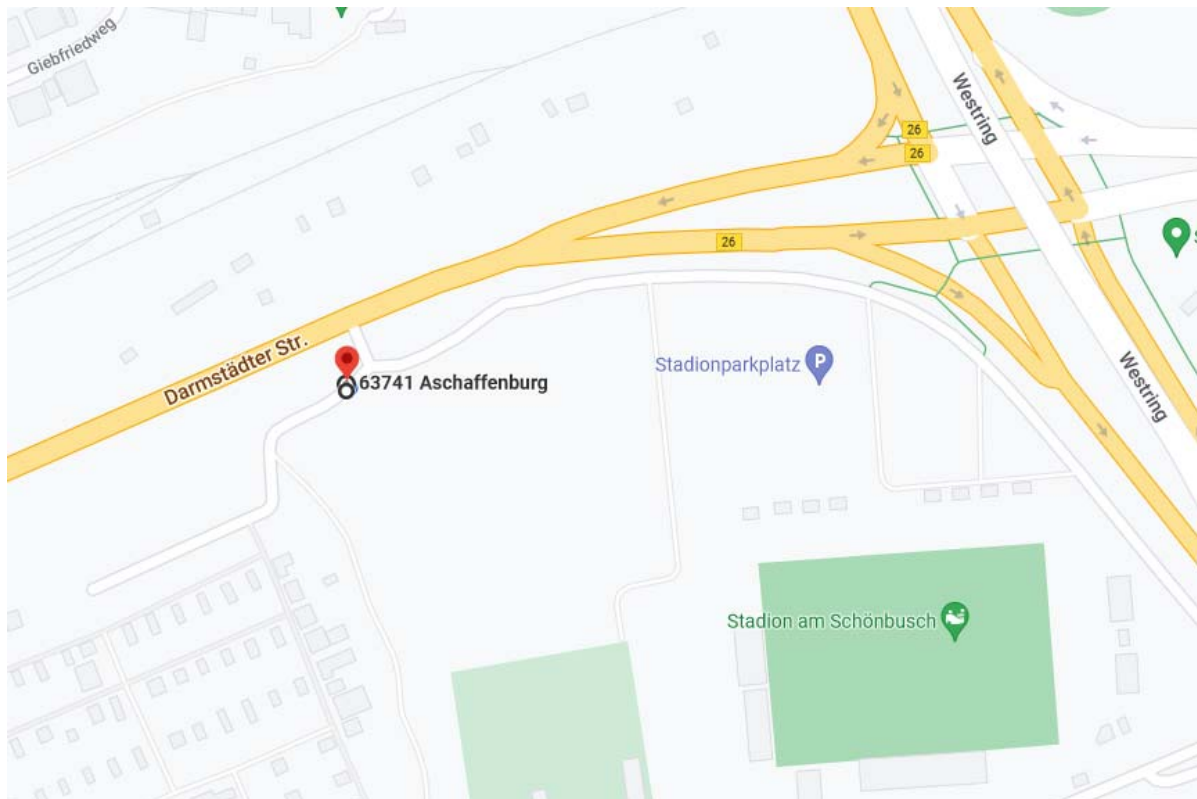 Giebfriedweg
Westring
26
26
26
S
Darmstädter Str.
63741 Aschaffenburg
Stadionparkplatz
P
Westring
Stadion am Schönbusch